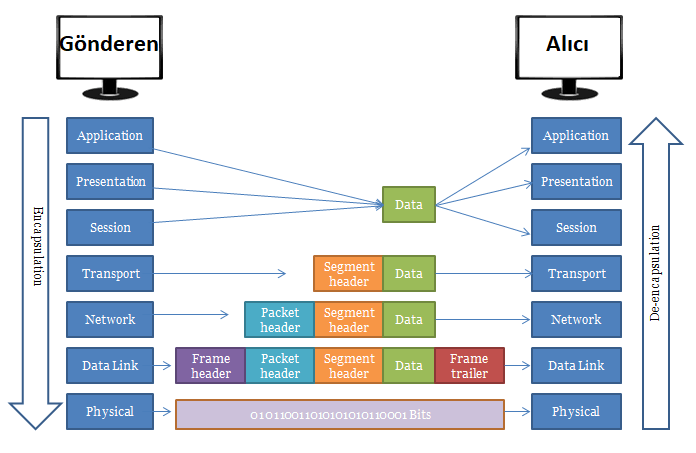 Gönderen
Alıcı
Encapsulation
De-encapsulation
Application
Application
Presentation
Presentation
Data
Session
Session
Transport
Segment
header
Data
Transport
Network
Packet
header
Segment
header
Data
Network
Data Link
Frame
header
Packet
header
Segment
header
Data
Frame
trailer
Data Link
Physical
0101100110101010110001 Bits
Physical